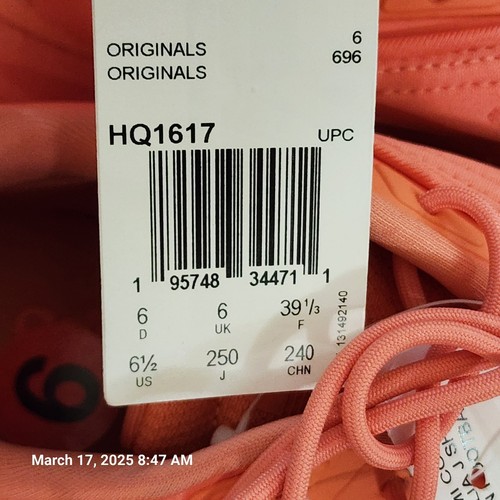 ORIGINALS 6
ORIGINALS 696
HQ1617 UPC
1 95748 34471 1
6 6 39 1/3
D UK F
6½ 250 240
US J CHN
131492140
6
March 17, 2025 8:47 AM